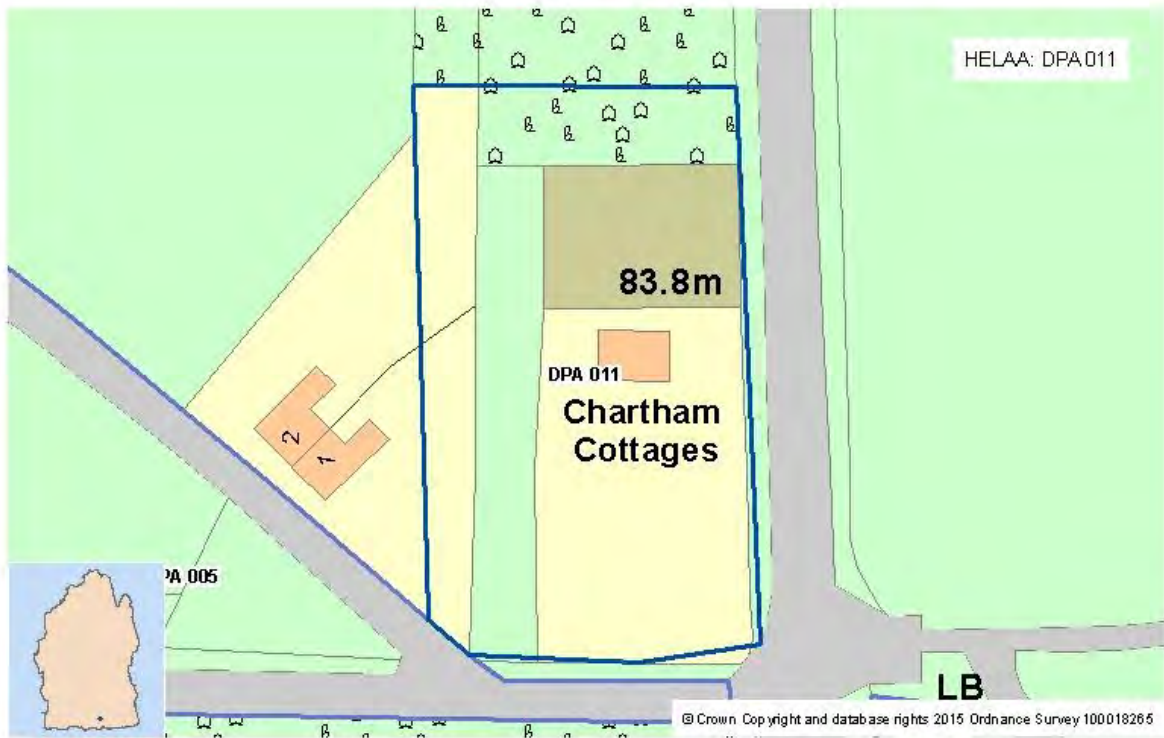 HELAA: DPA 011
83.8m
DPA 011
Chartham
Cottages
2
1
PA 005
LB
© Crown Copyright and database rights 2015 Ordnance Survey 100018265